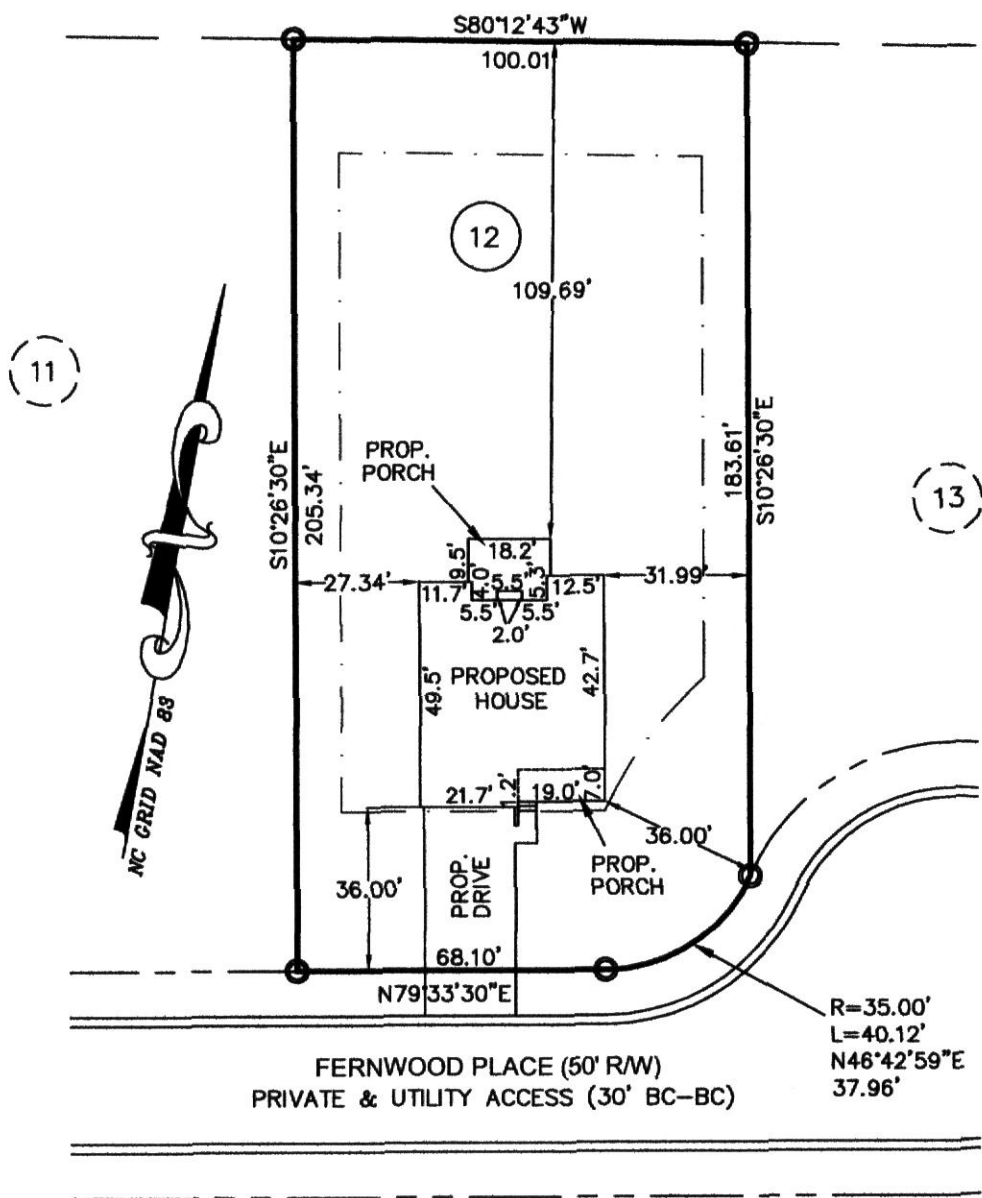 S80°12'43"W
100.01
12
109.69'
11
13
S10°26'30"E
205.34'
183.61'
S10°26'30"E
PROP.
PORCH
18.2'
9.5'
4.0'
5.5'
5.3'
27.34'
11.7'
12.5'
31.99'
5.5'
5.5'
2.0'
PROPOSED
HOUSE
49.5'
42.7'
NC GRID NAD 83
21.7'
1.2'
19.0'
7.0'
36.00'
36.00'
PROP.
DRIVE
PROP.
PORCH
68.10'
N79°33'30"E
R=35.00'
L=40.12'
N46°42'59"E
37.96'
FERNWOOD PLACE (50' R/W)
PRIVATE & UTILITY ACCESS (30' BC-BC)